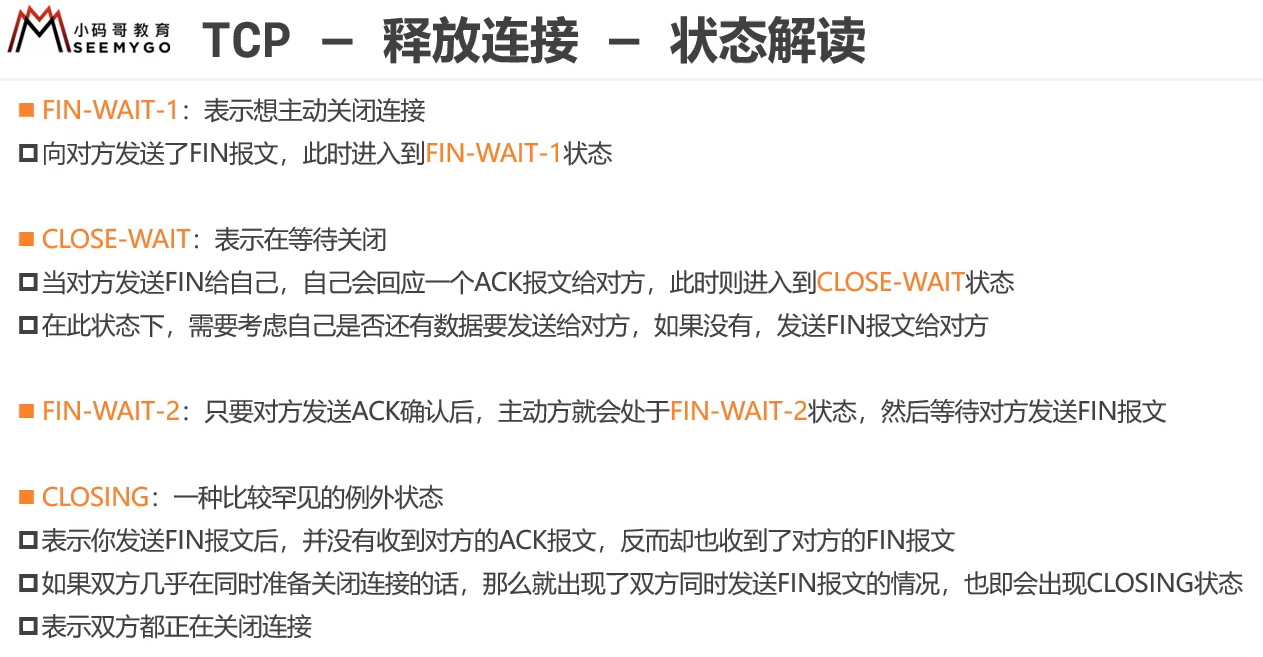 小码哥教育
SEEMYGO
TCP – 释放连接 – 状态解读
FIN-WAIT-1：表示想主动关闭连接
向对方发送了FIN报文，此时进入到FIN-WAIT-1状态
CLOSE-WAIT：表示在等待关闭
当对方发送FIN给自己，自己会回应一个ACK报文给对方，此时则进入到CLOSE-WAIT状态
在此状态下，需要考虑自己是否还有数据要发送给对方，如果没有，发送FIN报文给对方
FIN-WAIT-2：只要对方发送ACK确认后，主动方就会处于FIN-WAIT-2状态，然后等待对方发送FIN报文
CLOSING：一种比较罕见的例外状态
表示你发送FIN报文后，并没有收到对方的ACK报文，反而却也收到了对方的FIN报文
如果双方几乎在同时准备关闭连接的话，那么就出现了双方同时发送FIN报文的情况，也即会出现CLOSING状态
表示双方都正在关闭连接